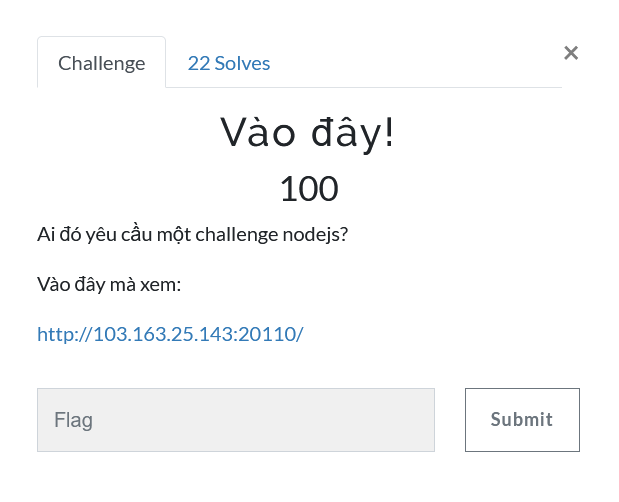 Challenge
22 Solves
×
Vào đây!
100
Ai đó yêu cầu một challenge nodejs?
Vào đây mà xem:
http://103.163.25.143:20110/
Flag
Submit